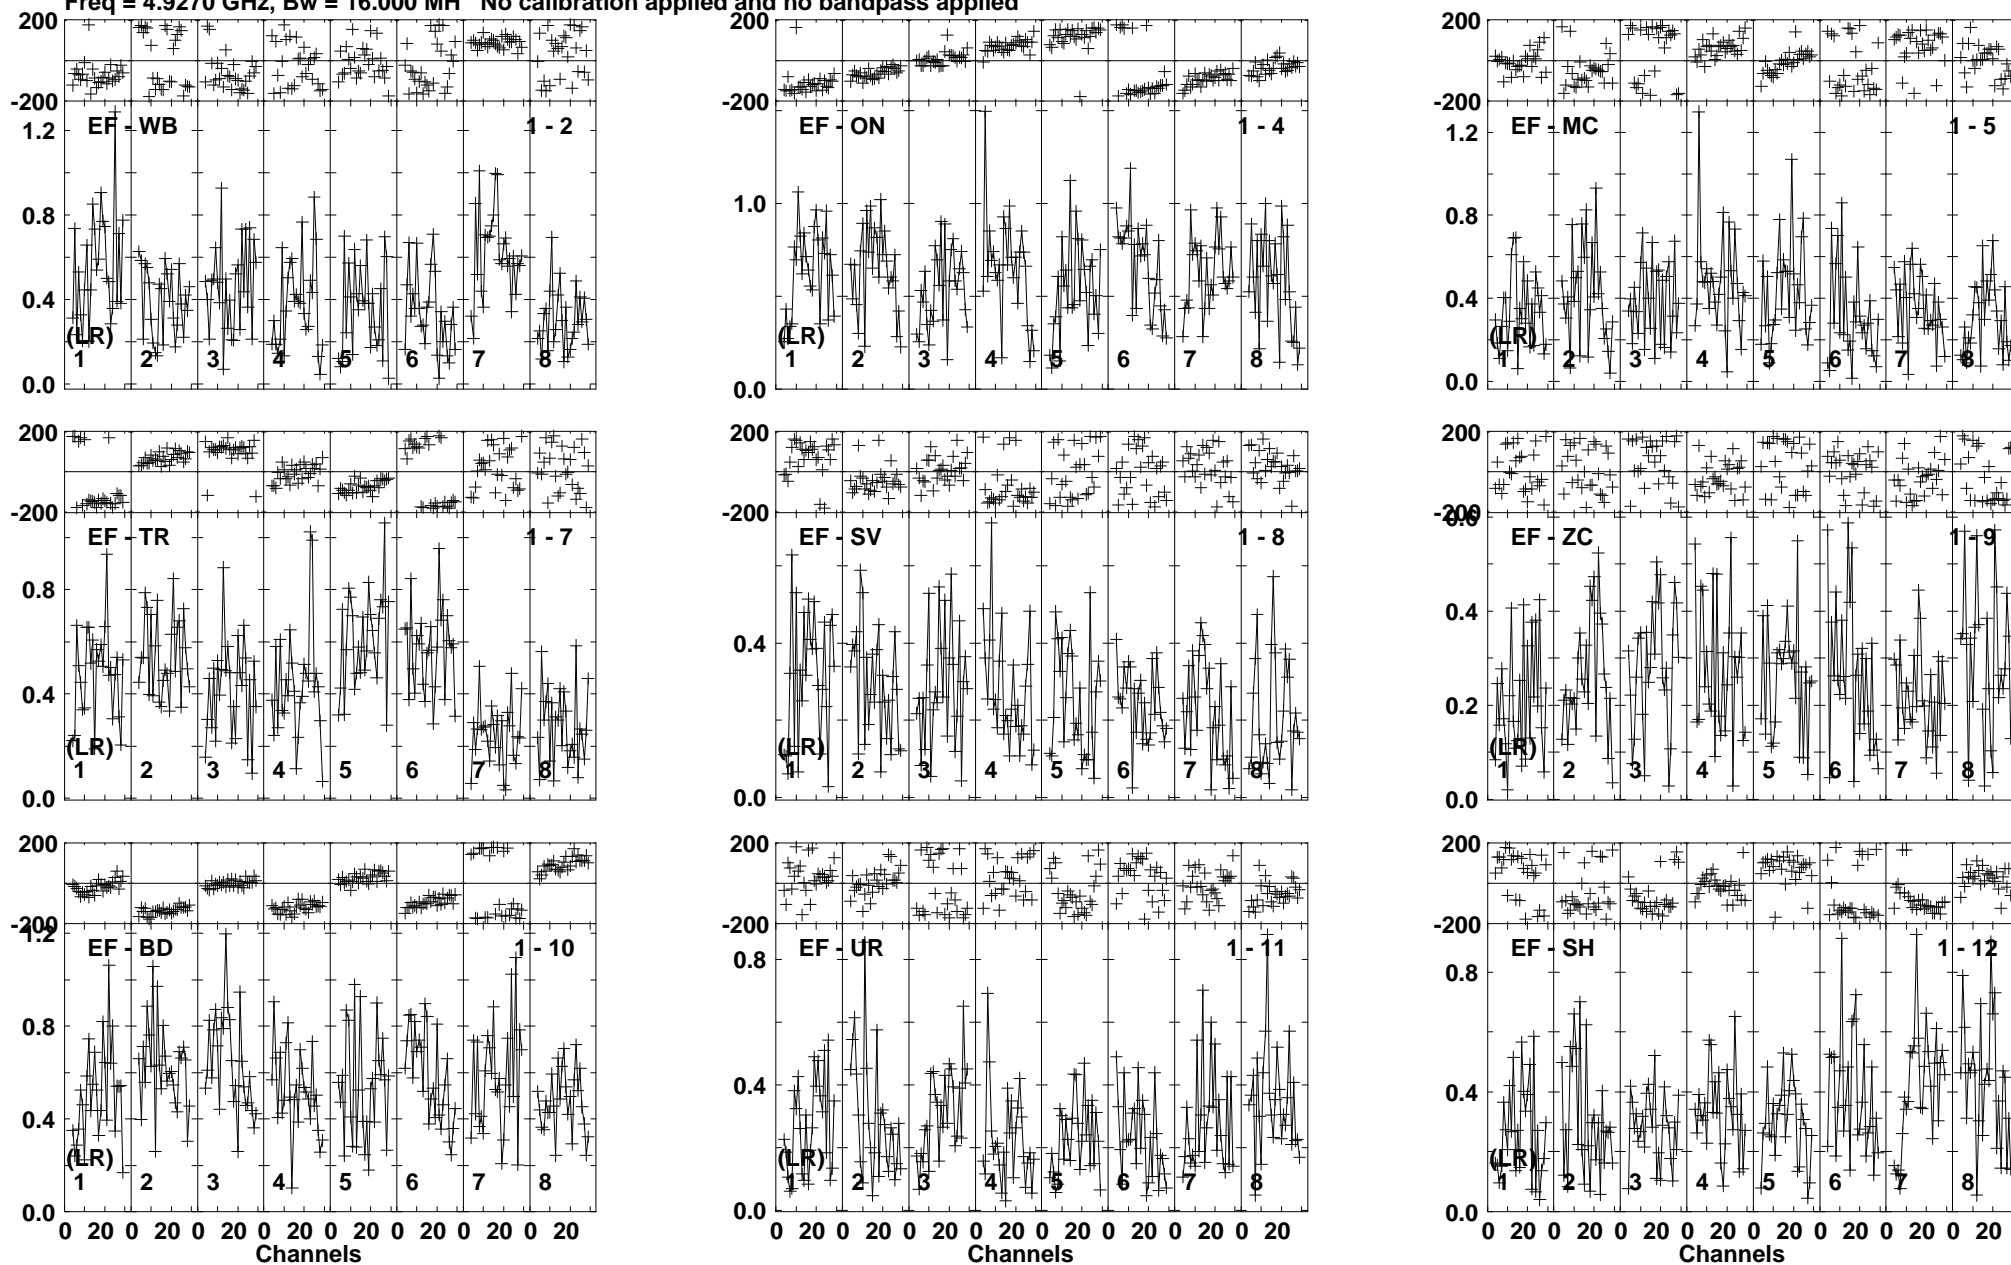 Freq = 4.9270 GHz, Bw = 16.000 MH No calibration applied and no bandpass applied
200 200 200
-200 -200 -200
EF - WB 1 - 2 EF - ON 1 - 4 EF - MC 1 - 5
1.2 1.2
0.8 1.0 0.8
0.4 0.4
(LR) (LR) (LR)
1 2 3 4 5 6 7 8 1 2 3 4 5 6 7 8 1 2 3 4 5 6 7 8
0.0 0.0 0.0
200 200 200
-200 -200 -200
0.6
EF - TR 1 - 7 EF - SV 1 - 8 EF - ZC 1 - 9
0.8 0.4
0.4 0.4 0.2
(LR) (LR) (LR)
1 2 3 4 5 6 7 8 1 2 3 4 5 6 7 8 1 2 3 4 5 6 7 8
0.0 0.0 0.0
200 200 200
-200 -200 -200
1.2
EF - BD 1 - 10 EF - UR 1 - 11 EF - SH 1 - 12
0.8 0.8 0.8
0.4 0.4 0.4
(LR) (LR) (LR)
1 2 3 4 5 6 7 8 1 2 3 4 5 6 7 8 1 2 3 4 5 6 7 8
0.0 0.0 0.0
0 20 0 20 0 20 0 20 0 20 0 20 0 20 0 20 0 20 0 20 0 20 0 20 0 20 0 20 0 20 0 20 0 20 0 20 0 20 0 20 0 20 0 20 0 20 0 20
Channels Channels Channels